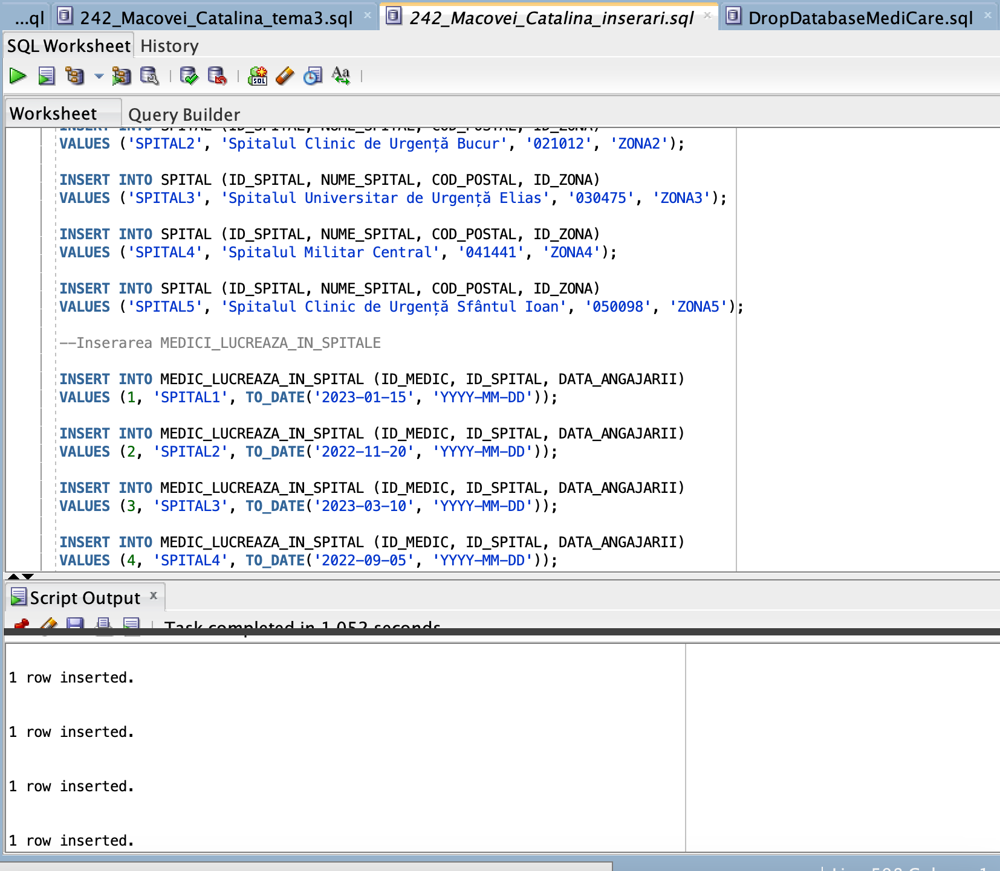 ...ql 242_Macovei_Catalina_tema3.sql 242_Macovei_Catalina_inserari.sql DropDatabaseMediCare.sql
SQL Worksheet History
Worksheet Query Builder
INSERT INTO SPITAL (ID_SPITAL, NUME_SPITAL, COD_POSTAL, ID_ZONA)
VALUES ('SPITAL2', 'Spitalul Clinic de Urgență Bucur', '021012', 'ZONA2');
INSERT INTO SPITAL (ID_SPITAL, NUME_SPITAL, COD_POSTAL, ID_ZONA)
VALUES ('SPITAL3', 'Spitalul Universitar de Urgență Elias', '030475', 'ZONA3');
INSERT INTO SPITAL (ID_SPITAL, NUME_SPITAL, COD_POSTAL, ID_ZONA)
VALUES ('SPITAL4', 'Spitalul Militar Central', '041441', 'ZONA4');
INSERT INTO SPITAL (ID_SPITAL, NUME_SPITAL, COD_POSTAL, ID_ZONA)
VALUES ('SPITAL5', 'Spitalul Clinic de Urgență Sfântul Ioan', '050098', 'ZONA5');
--Inserarea MEDICI_LUCREAZA_IN_SPITALE
INSERT INTO MEDIC_LUCREAZA_IN_SPITAL (ID_MEDIC, ID_SPITAL, DATA_ANGAJARII)
VALUES (1, 'SPITAL1', TO_DATE('2023-01-15', 'YYYY-MM-DD'));
INSERT INTO MEDIC_LUCREAZA_IN_SPITAL (ID_MEDIC, ID_SPITAL, DATA_ANGAJARII)
VALUES (2, 'SPITAL2', TO_DATE('2022-11-20', 'YYYY-MM-DD'));
INSERT INTO MEDIC_LUCREAZA_IN_SPITAL (ID_MEDIC, ID_SPITAL, DATA_ANGAJARII)
VALUES (3, 'SPITAL3', TO_DATE('2023-03-10', 'YYYY-MM-DD'));
INSERT INTO MEDIC_LUCREAZA_IN_SPITAL (ID_MEDIC, ID_SPITAL, DATA_ANGAJARII)
VALUES (4, 'SPITAL4', TO_DATE('2022-09-05', 'YYYY-MM-DD'));
Script Output
Task completed in 1.052 seconds
1 row inserted.
1 row inserted.
1 row inserted.
1 row inserted.